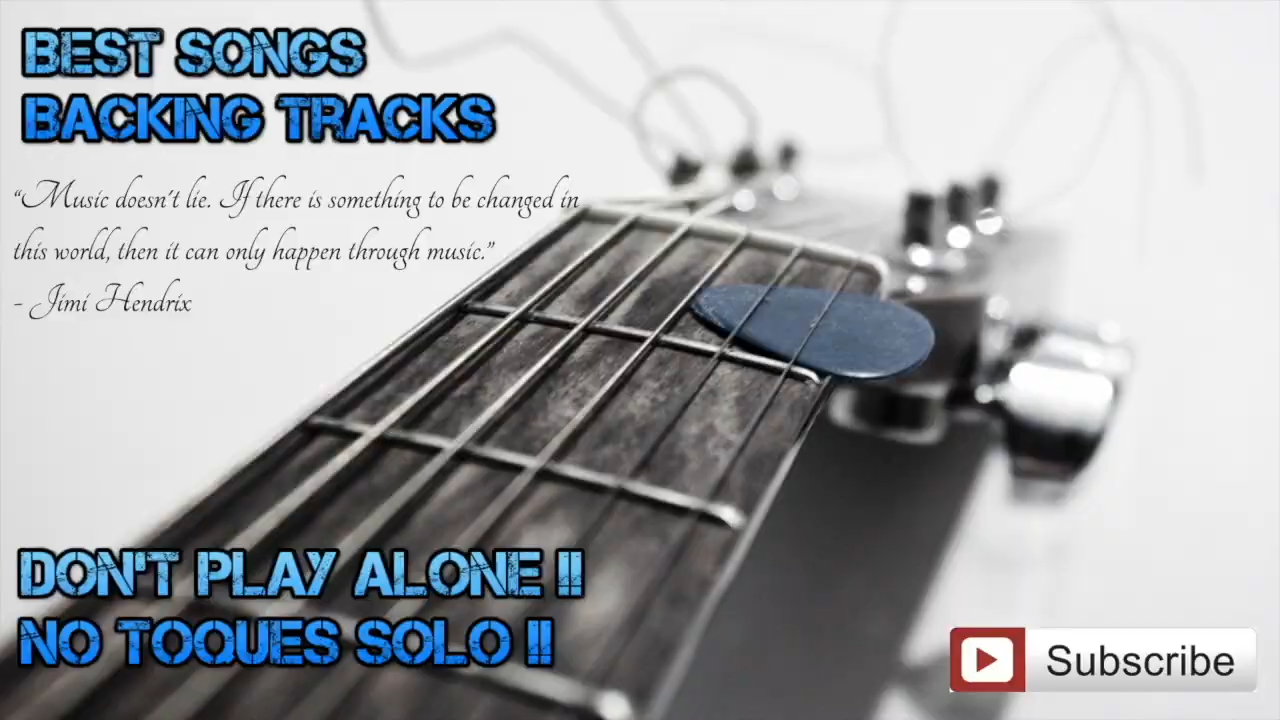 BEST SONGS
BACKING TRACKS
“Music doesn't lie. If there is something to be changed in
this world, then it can only happen through music.”
- Jimi Hendrix
DON'T PLAY ALONE !!
NO TOQUES SOLO !!
Subscribe